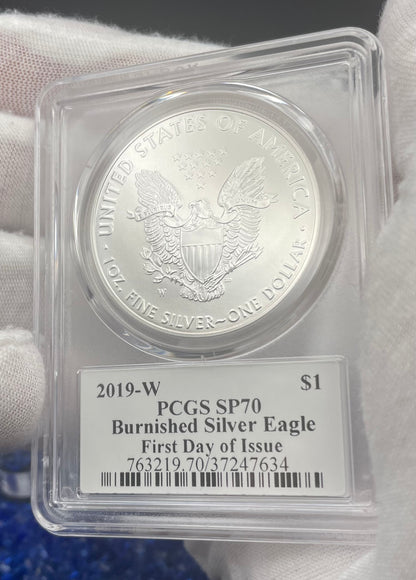 UNITED STATES OF AMERICA
W
1 OZ. FINE SILVER~ONE DOLLAR
2019-W $1
PCGS SP70
Burnished Silver Eagle
First Day of Issue
763219.70/37247634